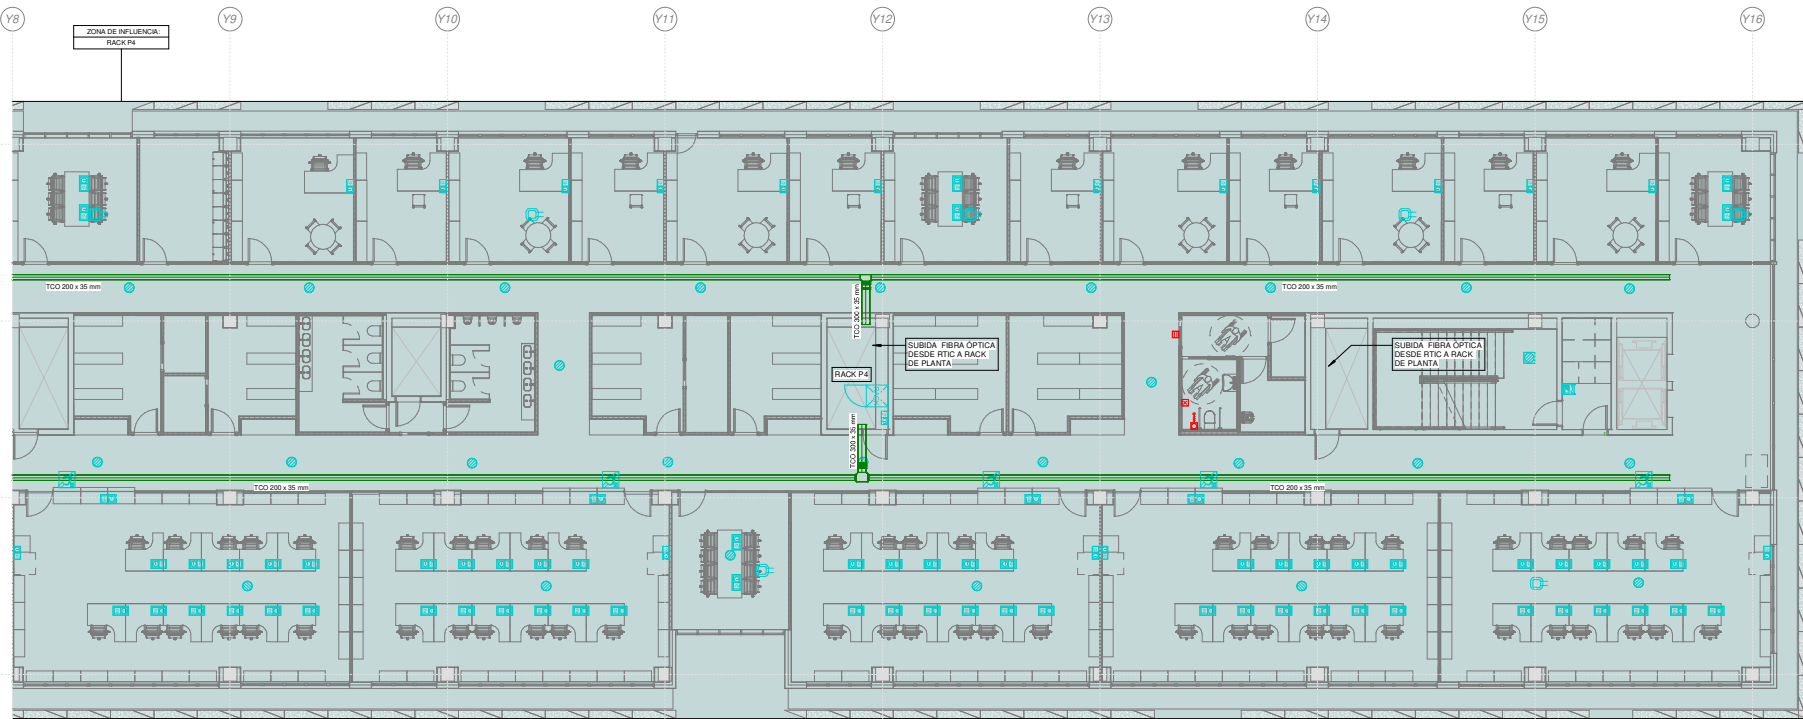 Y8
Y9
Y10
Y11
Y12
Y13
Y14
Y15
Y16
ZONA DE INFLUENCIA:
RACK P4
TCO 200 x 35 mm
TCO 300 x 35 mm
TCO 200 x 35 mm
SUBIDA FIBRA ÓPTICA
DESDE RTIC A RACK
DE PLANTA
SUBIDA FIBRA ÓPTICA
DESDE RTIC A RACK
DE PLANTA
RACK P4
TCO 300 x 35 mm
TCO 200 x 35 mm
TCO 200 x 35 mm